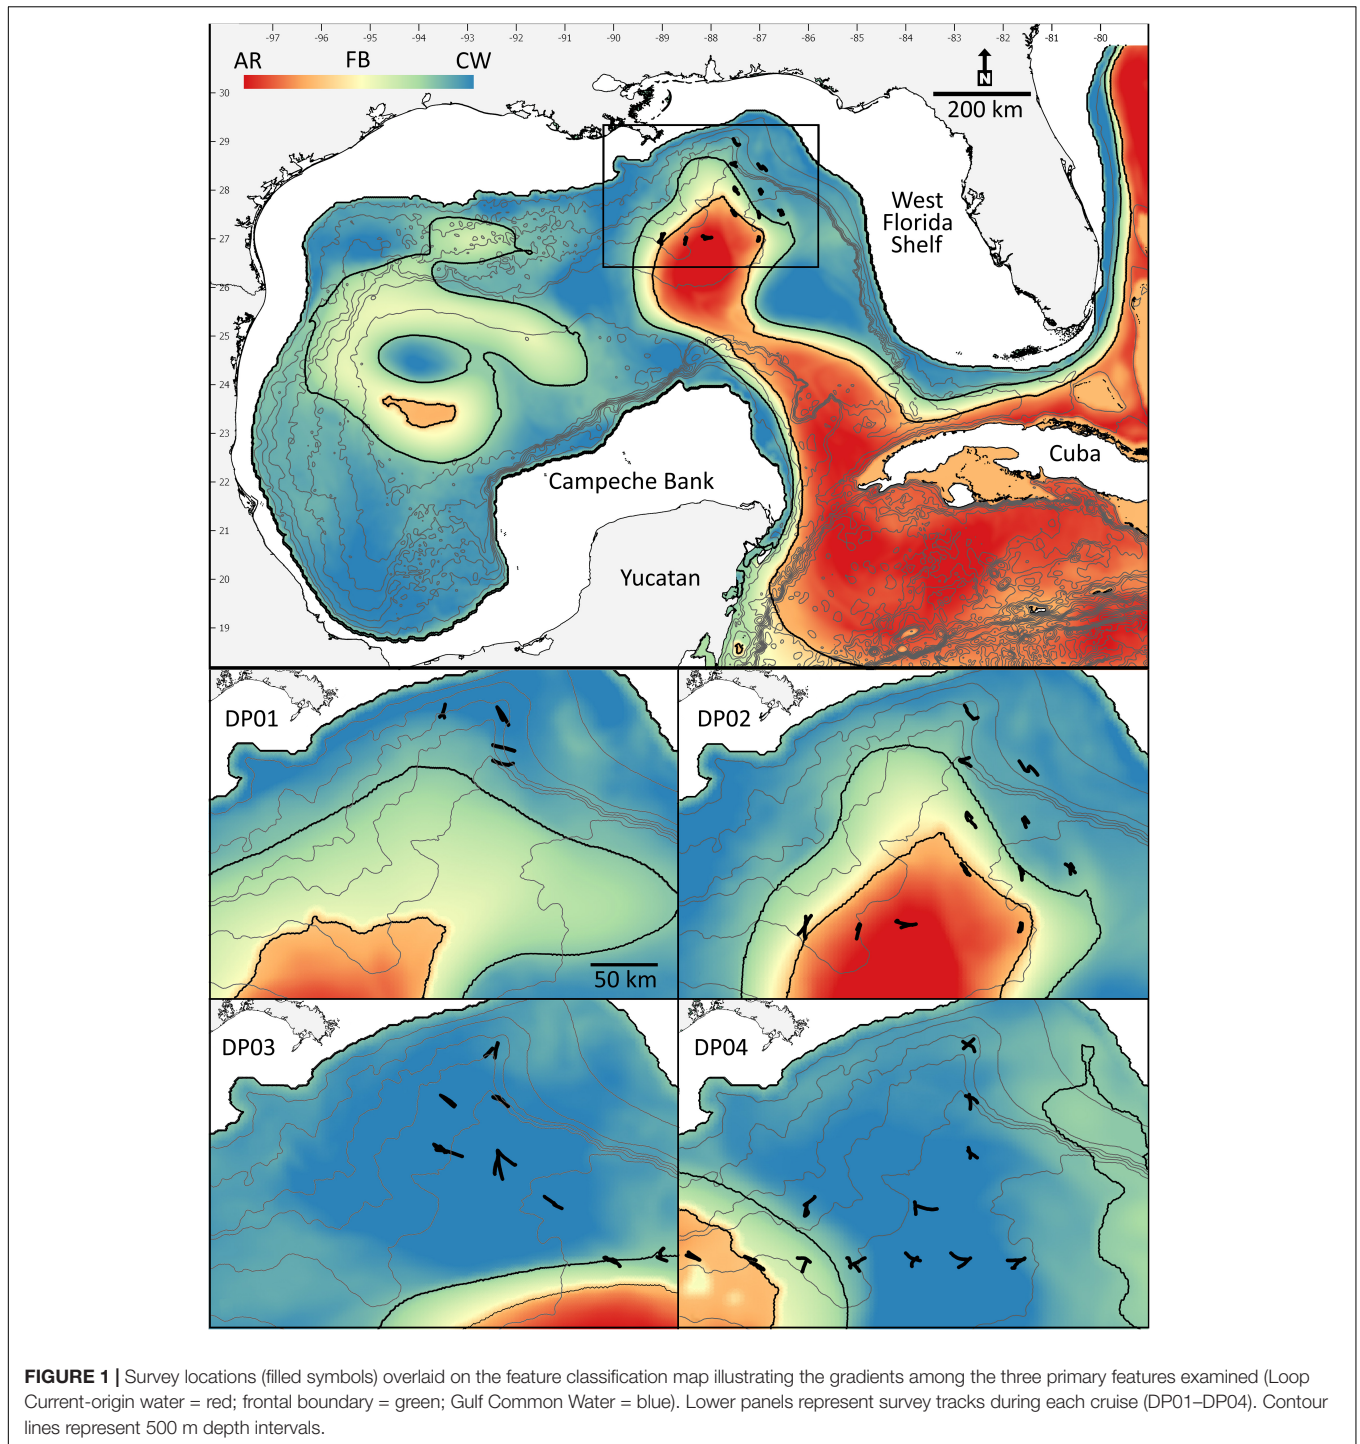 -97 -96 -95 -94 -93 -92 -91 -90 -89 -88 -87 -86 -85 -84 -83 -82 -81 -80
AR FB CW
N
200 km
30
29
28
27
26
25
24
23
22
21
20
19
West
Florida
Shelf
Cuba
Campeche Bank
Yucatan
DP01
50 km
DP02
DP03
DP04
FIGURE 1 | Survey locations (filled symbols) overlaid on the feature classification map illustrating the gradients among the three primary features examined (Loop
Current-origin water = red; frontal boundary = green; Gulf Common Water = blue). Lower panels represent survey tracks during each cruise (DP01–DP04). Contour
lines represent 500 m depth intervals.